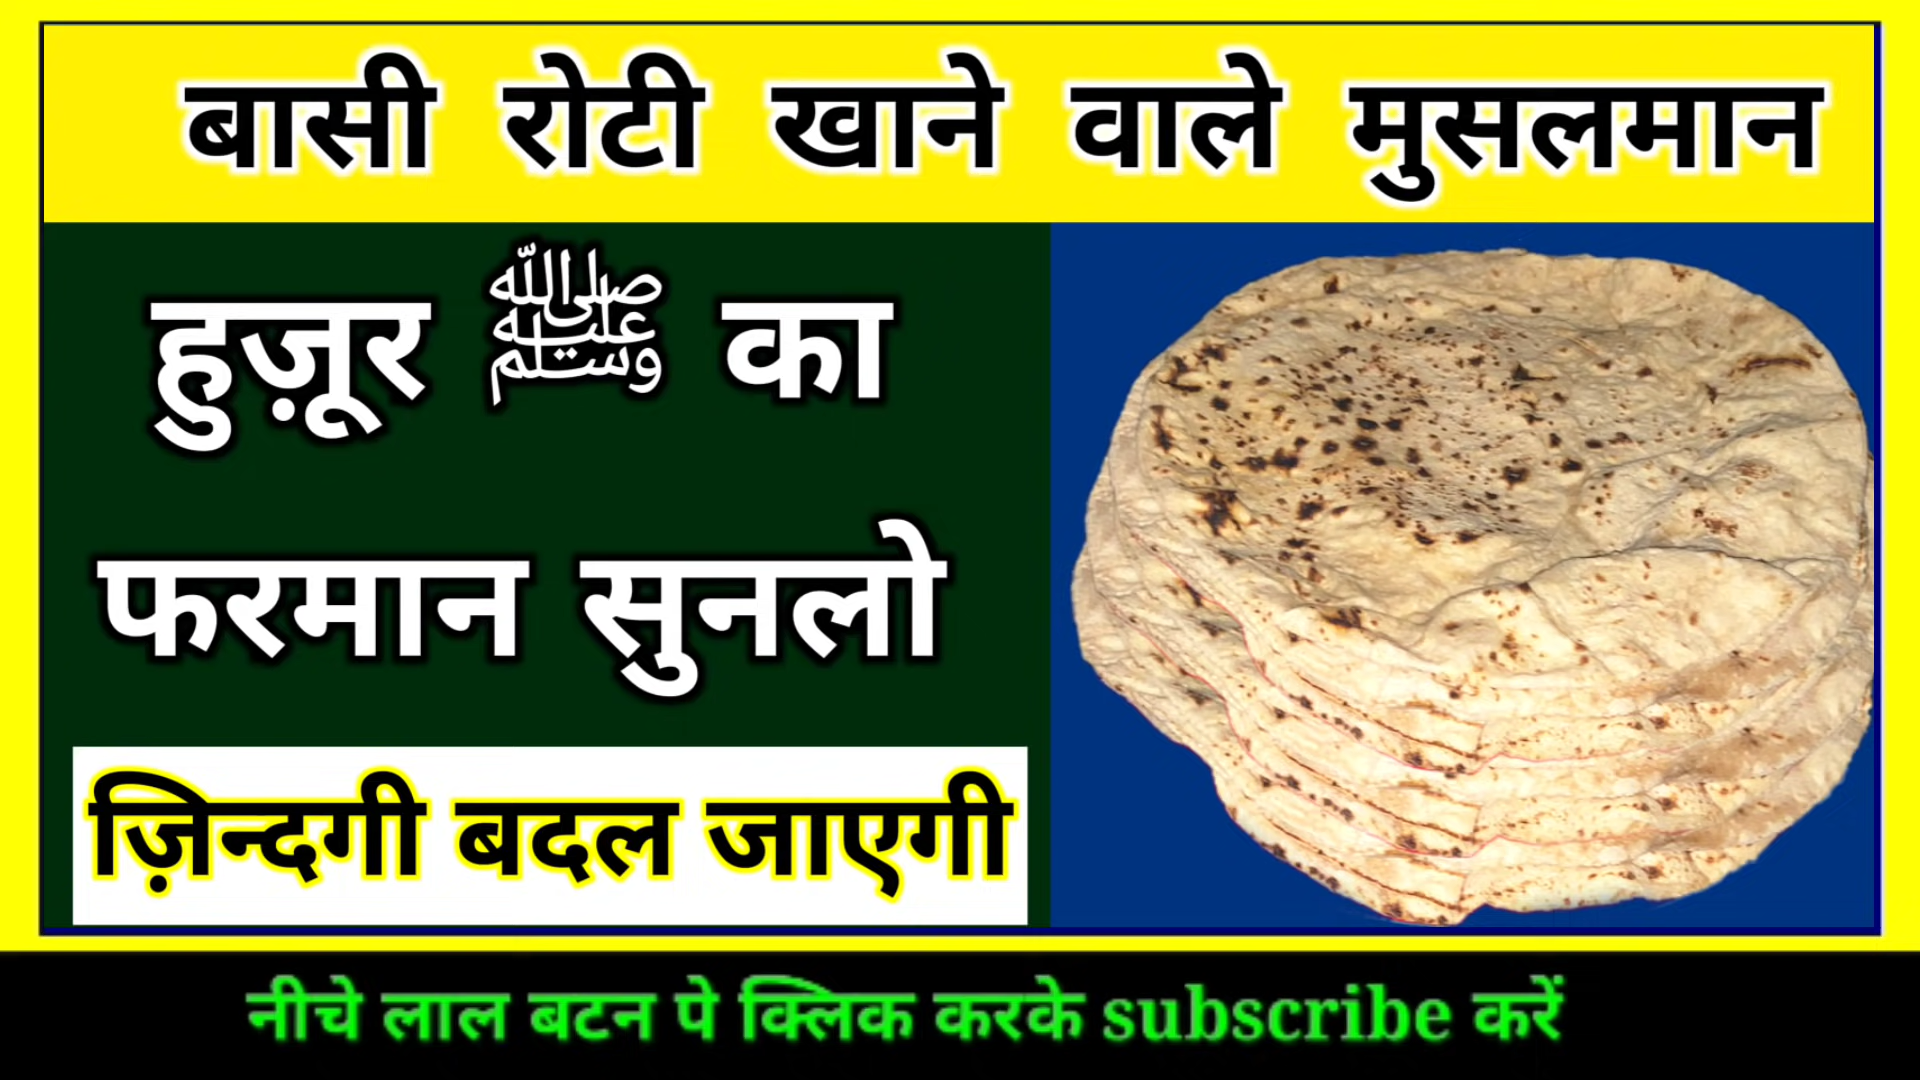 बासी रोटी खाने वाले मुसलमान
हुज़ूर ﷺ का
फरमान सुनलो
ज़िन्दगी बदल जाएगी
नीचे लाल बटन पे क्लिक करके subscribe करें